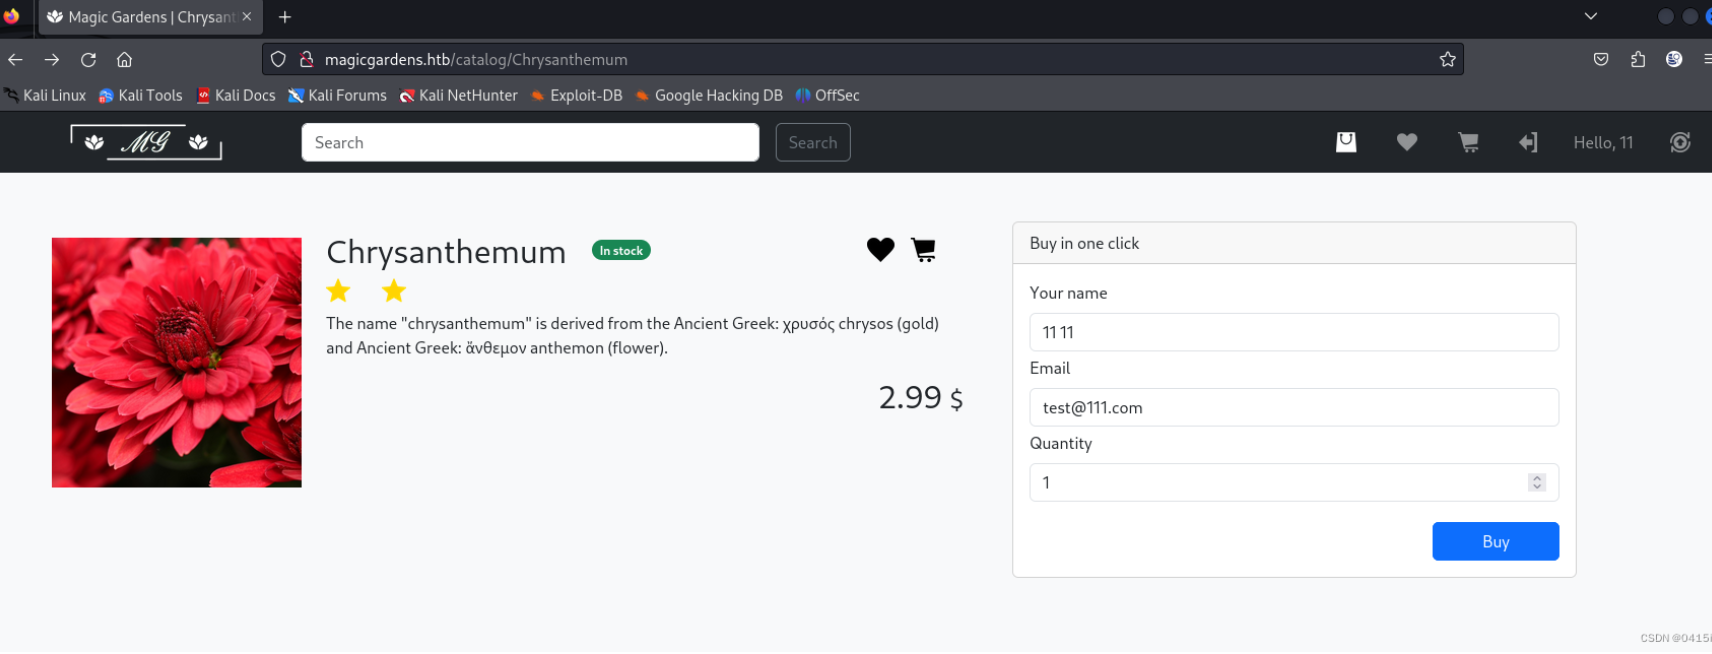 Magic Gardens | Chrysant
magicgardens.htb/catalog/Chrysanthemum
Kali Linux Kali Tools Kali Docs Kali Forums Kali NetHunter Exploit-DB Google Hacking DB OffSec
MG Search Search Hello, 11
Chrysanthemum In stock
The name "chrysanthemum" is derived from the Ancient Greek: χρυσός chrysos (gold)
and Ancient Greek: ἄνθεμον anthemon (flower).
2.99 $
Buy in one click
Your name
11 11
Email
test@111.com
Quantity
1
Buy
CSDN @0415i